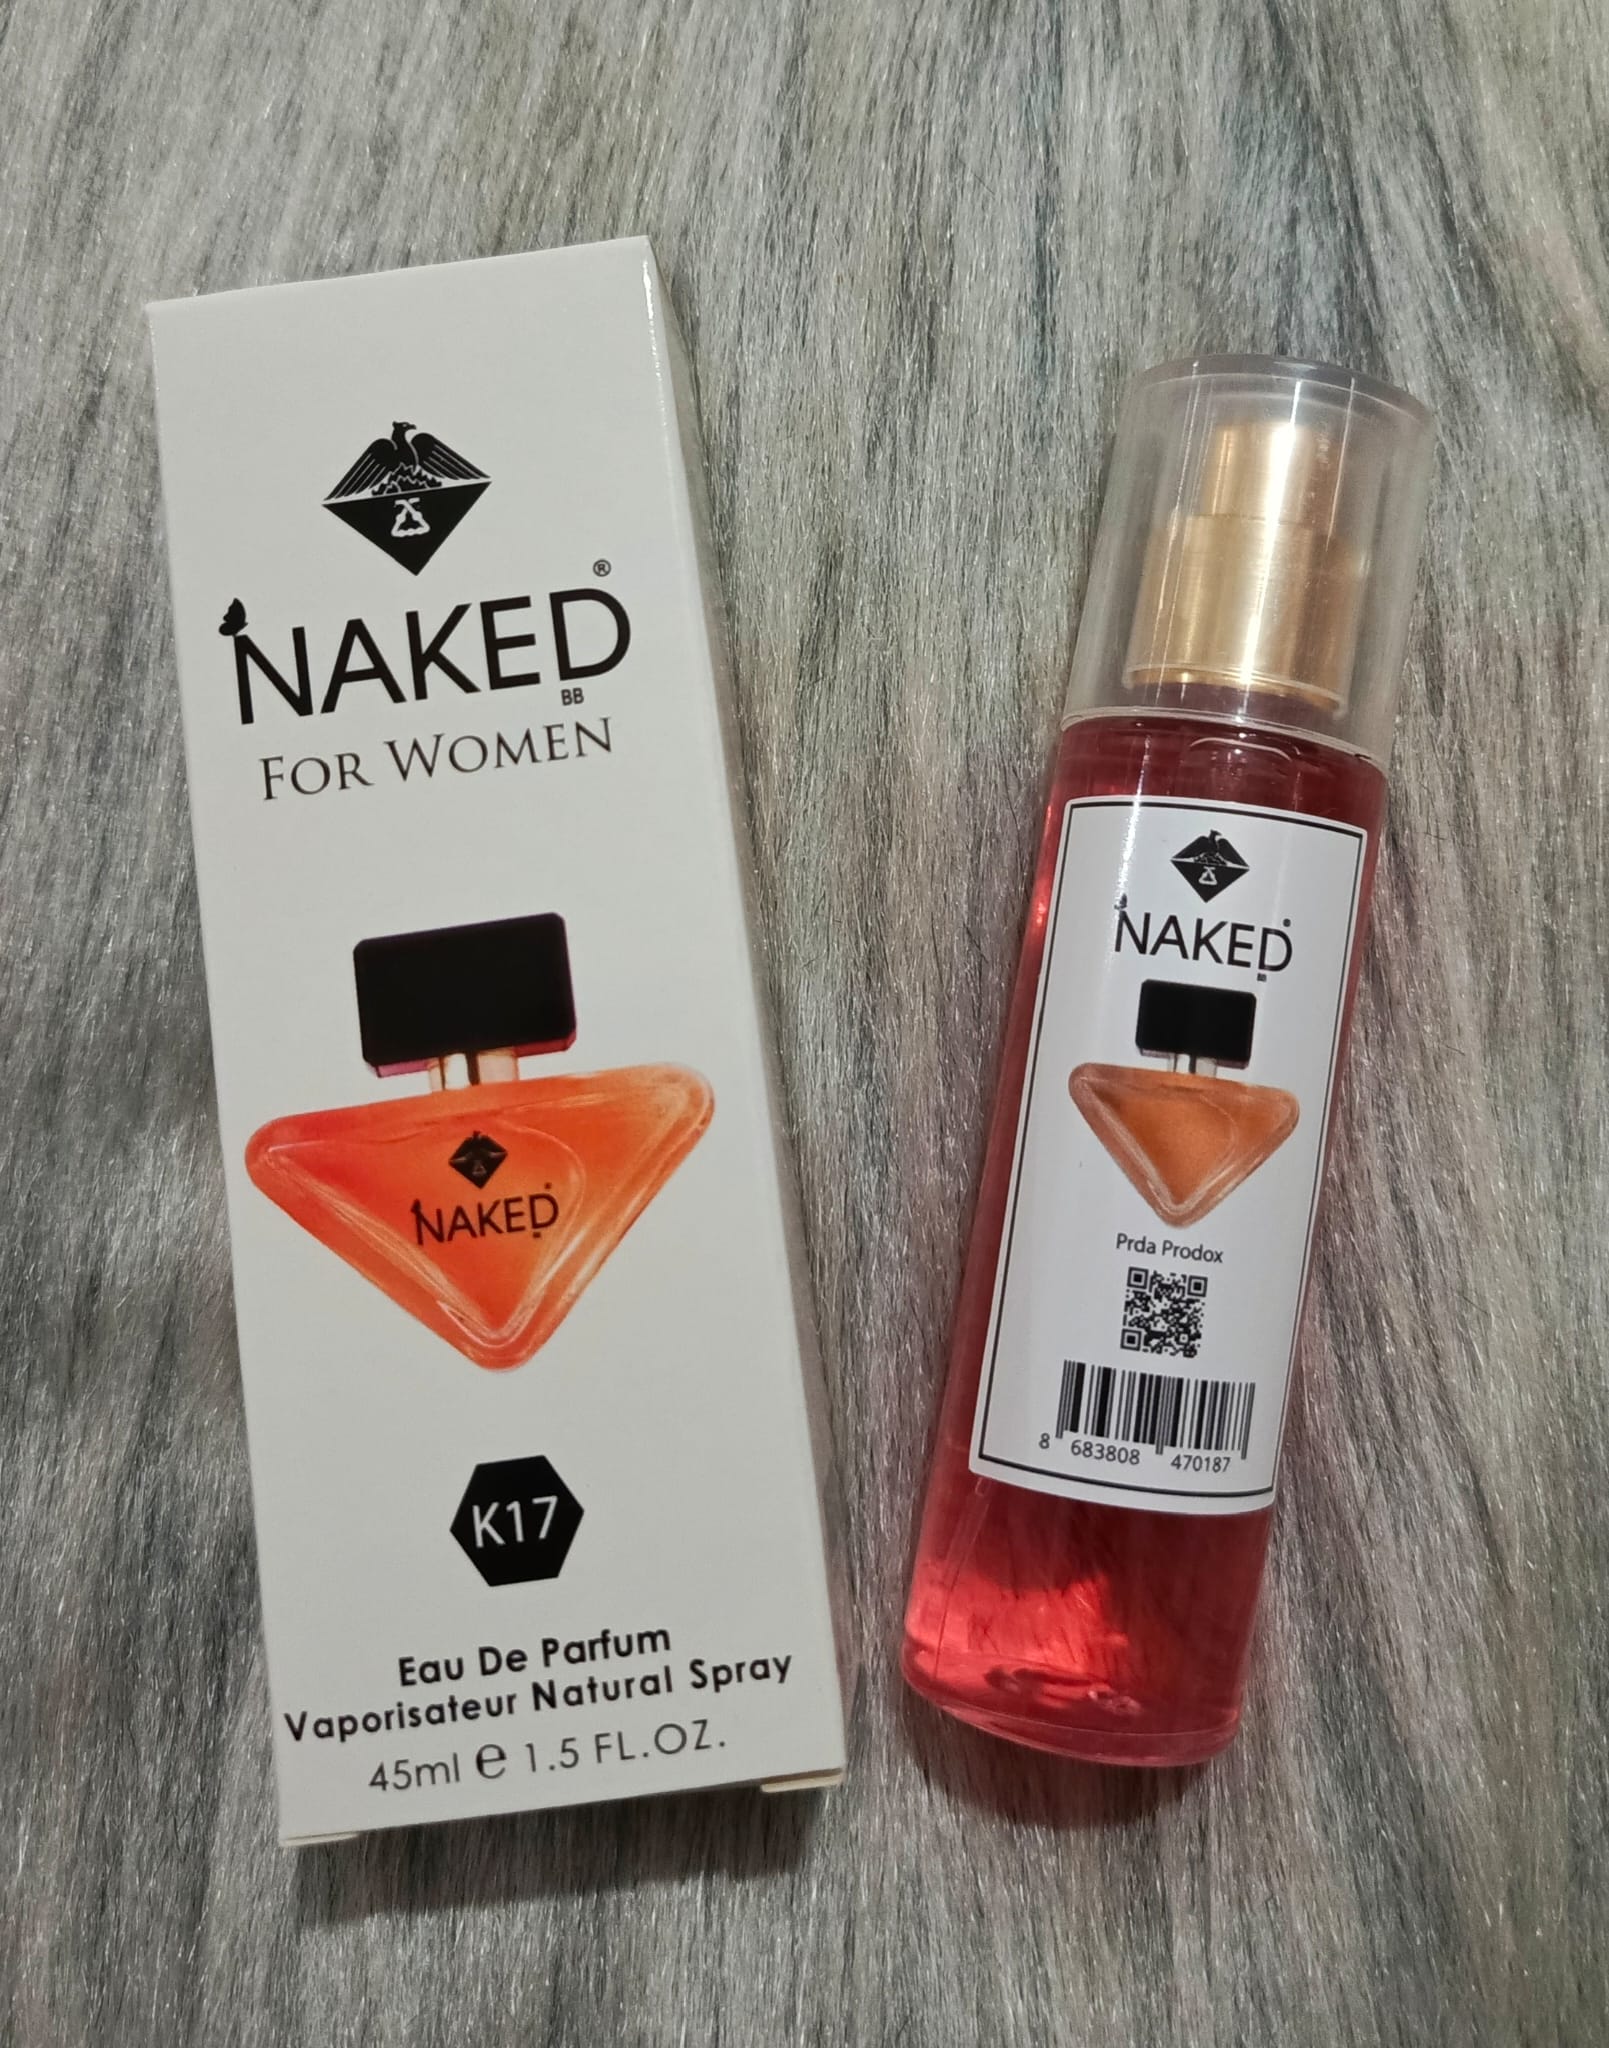 NAKED®
BB
FOR WOMEN
NAKED
K17
Eau De Parfum
Vaporisateur Natural Spray
45ml ℮ 1.5 FL.OZ.
NAKED
BB
Prda Prodox
8 683808 470187